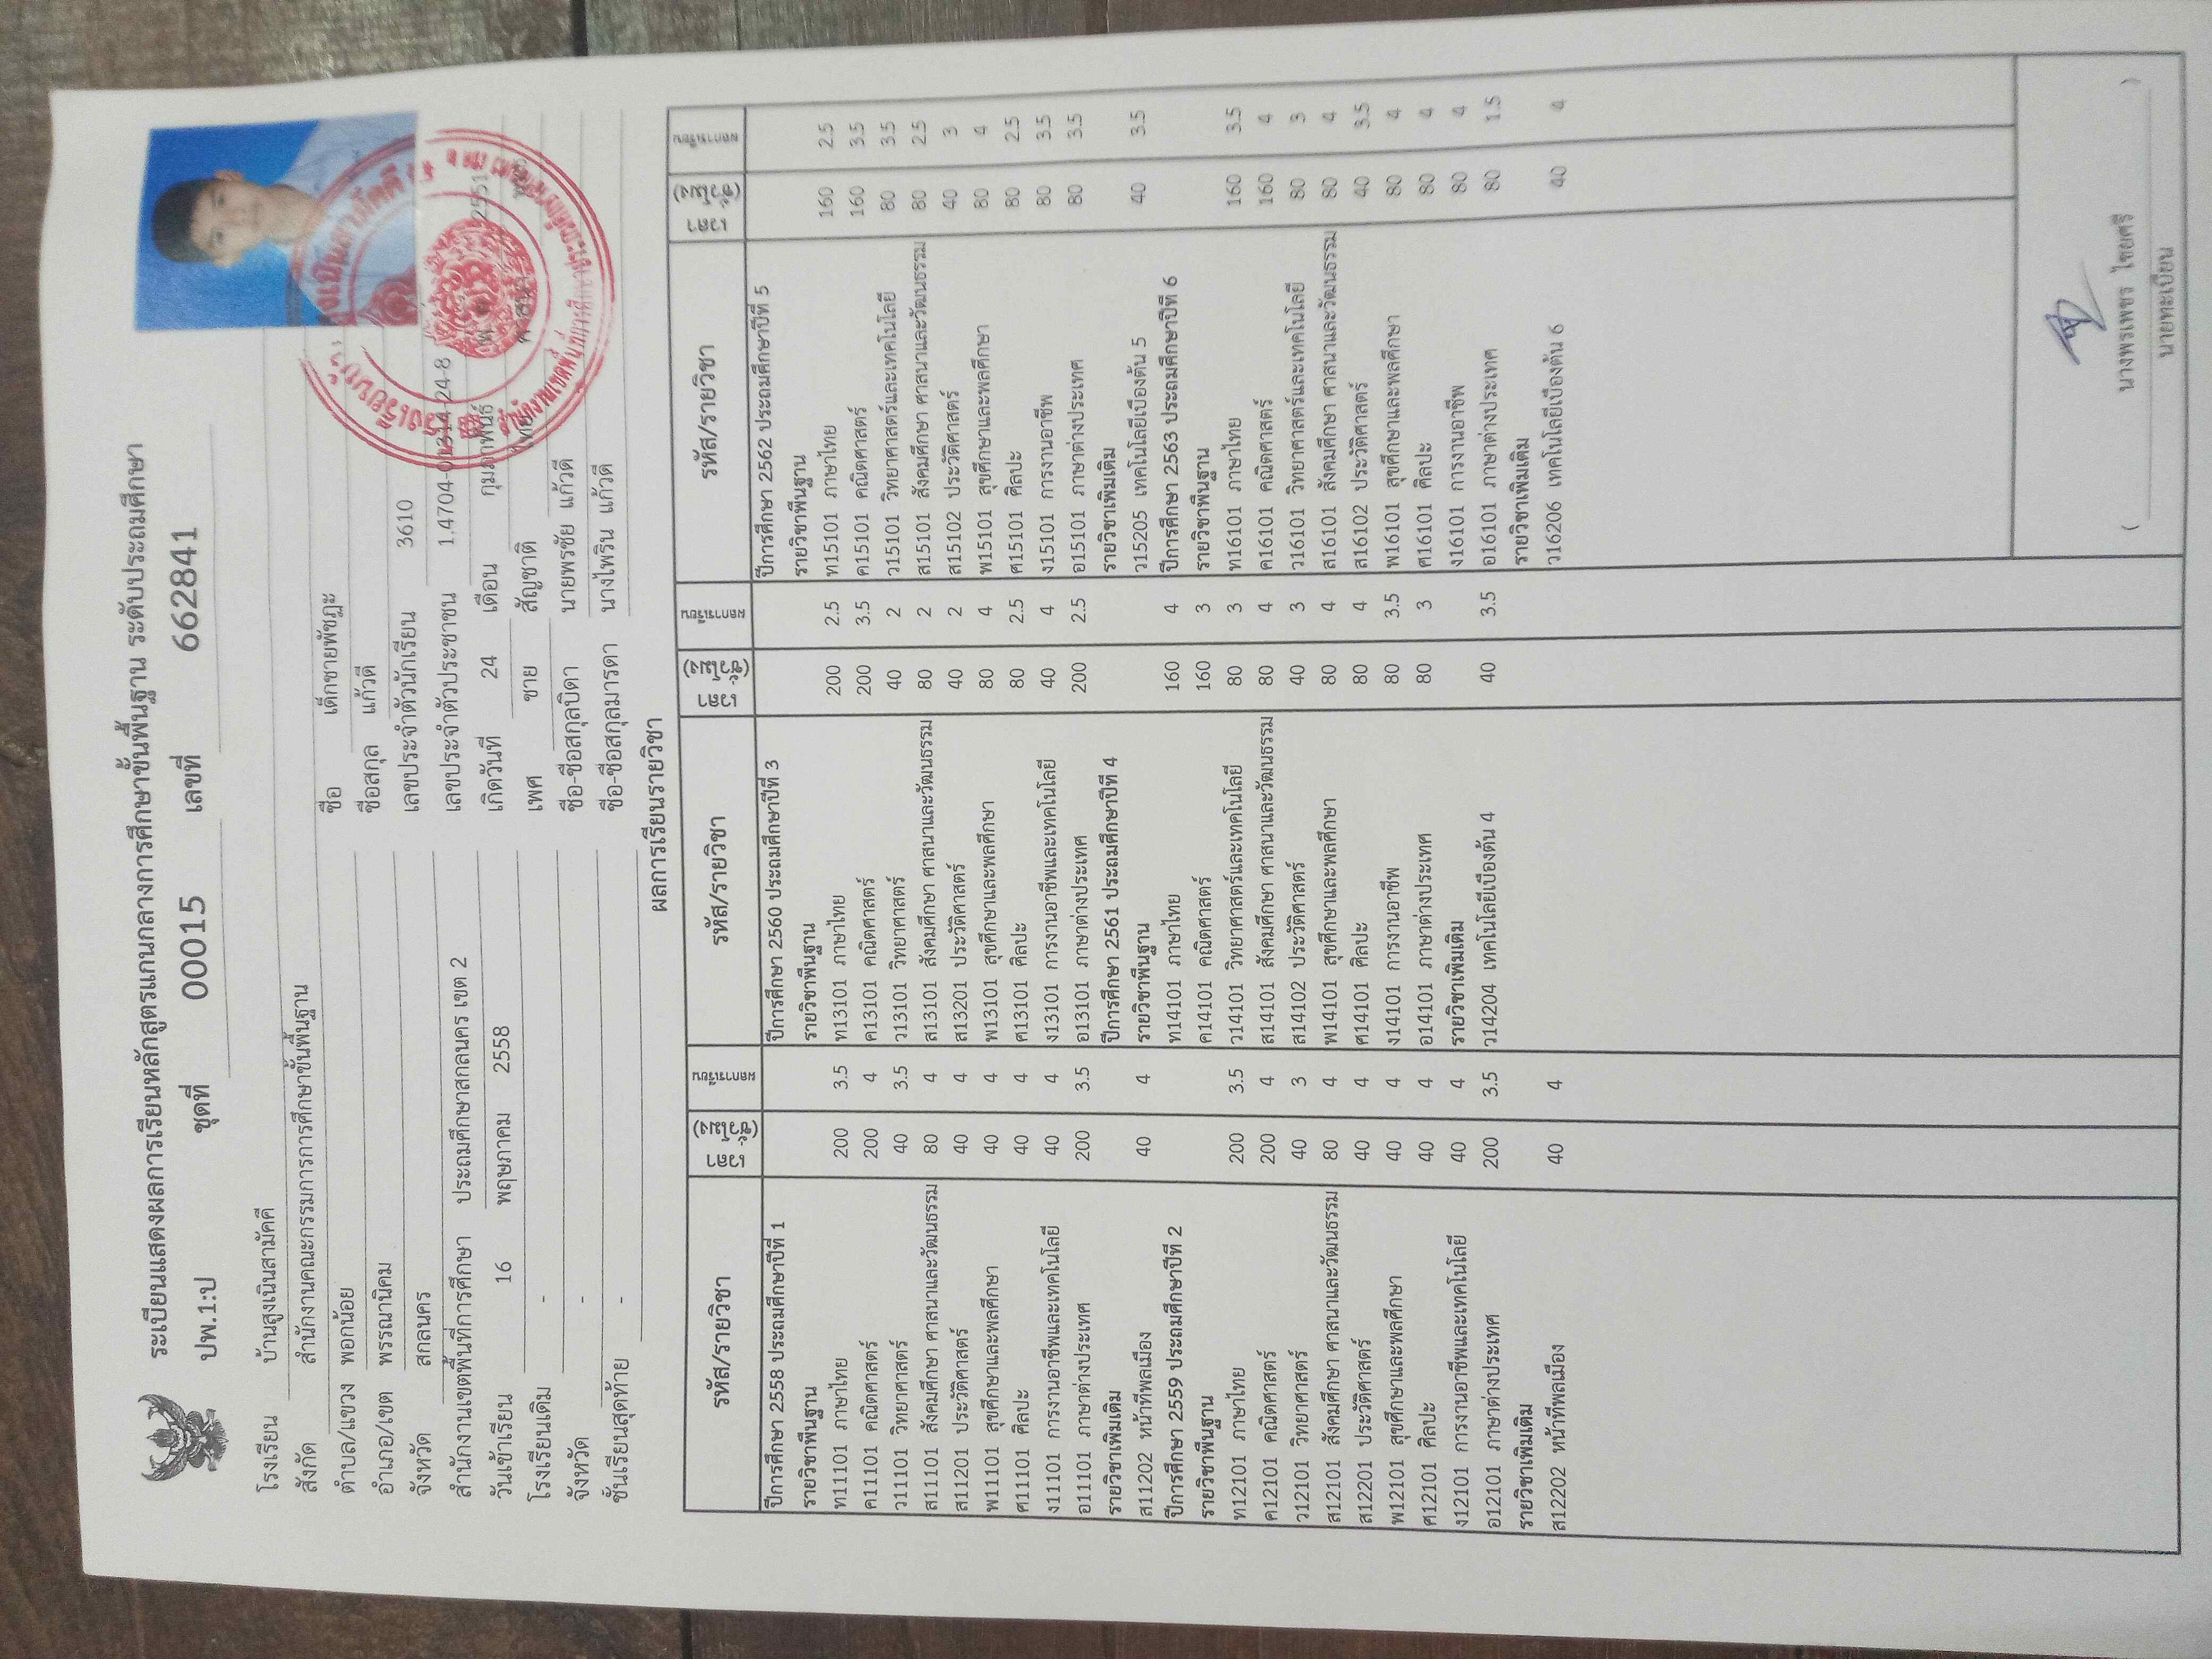 ระเบียนแสดงผลการเรียนหลักสูตรแกนกลางการศึกษาขั้นพื้นฐาน ระดับประถมศึกษา
ปพ.1:ป ชุดที่ 00015 เลขที่ 662841
โรงเรียน บ้านสูงเนินสามัคคี
สังกัด สำนักงานคณะกรรมการการศึกษาขั้นพื้นฐาน
ตำบล/แขวง พอกน้อย
อำเภอ/เขต พรรณานิคม
จังหวัด สกลนคร
สำนักงานเขตพื้นที่การศึกษา ประถมศึกษาสกลนคร เขต 2
วันเข้าเรียน 16 พฤษภาคม 2558
โรงเรียนเดิม -
จังหวัด -
ชั้นเรียนสุดท้าย -
ชื่อ เด็กชายพัชฏะ
ชื่อสกุล แก้วดี
เลขประจำตัวนักเรียน 3610
เลขประจำตัวประชาชน 1-4704-01314-24-8
เกิดวันที่ 24 เดือน กุมภาพันธ์ พ.ศ. 2551
เพศ ชาย สัญชาติ ไทย ศาสนา พุทธ
ชื่อ-ชื่อสกุลบิดา นายพรชัย แก้วดี
ชื่อ-ชื่อสกุลมารดา นางไพริน แก้วดี
ผลการเรียนรายวิชา
รหัส/รายวิชา เวลา (ชั่วโมง) ผลการเรียน
ปีการศึกษา 2558 ประถมศึกษาปีที่ 1
รายวิชาพื้นฐาน
ท11101 ภาษาไทย 200 3.5
ค11101 คณิตศาสตร์ 200 4
ว11101 วิทยาศาสตร์ 40 3.5
ส11101 สังคมศึกษา ศาสนาและวัฒนธรรม 80 4
ส11201 ประวัติศาสตร์ 40 4
พ11101 สุขศึกษาและพลศึกษา 40 4
ศ11101 ศิลปะ 40 4
ง11101 การงานอาชีพและเทคโนโลยี 40 4
อ11101 ภาษาต่างประเทศ 200 3.5
รายวิชาเพิ่มเติม
ส11202 หน้าที่พลเมือง 40 4
ปีการศึกษา 2559 ประถมศึกษาปีที่ 2
รายวิชาพื้นฐาน
ท12101 ภาษาไทย 200 3.5
ค12101 คณิตศาสตร์ 200 4
ว12101 วิทยาศาสตร์ 40 3
ส12101 สังคมศึกษา ศาสนาและวัฒนธรรม 80 4
ส12201 ประวัติศาสตร์ 40 4
พ12101 สุขศึกษาและพลศึกษา 40 4
ศ12101 ศิลปะ 40 4
ง12101 การงานอาชีพและเทคโนโลยี 40 4
อ12101 ภาษาต่างประเทศ 200 3.5
รายวิชาเพิ่มเติม
ส12202 หน้าที่พลเมือง 40 4
รหัส/รายวิชา เวลา (ชั่วโมง) ผลการเรียน
ปีการศึกษา 2560 ประถมศึกษาปีที่ 3
รายวิชาพื้นฐาน
ท13101 ภาษาไทย 200 2.5
ค13101 คณิตศาสตร์ 200 3.5
ว13101 วิทยาศาสตร์ 40 2
ส13101 สังคมศึกษา ศาสนาและวัฒนธรรม 80 2
ส13201 ประวัติศาสตร์ 40 2
พ13101 สุขศึกษาและพลศึกษา 80 4
ศ13101 ศิลปะ 80 2.5
ง13101 การงานอาชีพและเทคโนโลยี 40 4
อ13101 ภาษาต่างประเทศ 200 2.5
ปีการศึกษา 2561 ประถมศึกษาปีที่ 4
รายวิชาพื้นฐาน
ท14101 ภาษาไทย 160 4
ค14101 คณิตศาสตร์ 160 3
ว14101 วิทยาศาสตร์และเทคโนโลยี 80 3
ส14101 สังคมศึกษา ศาสนาและวัฒนธรรม 80 4
ส14102 ประวัติศาสตร์ 40 3
พ14101 สุขศึกษาและพลศึกษา 80 4
ศ14101 ศิลปะ 80 4
ง14101 การงานอาชีพ 80 3.5
อ14101 ภาษาต่างประเทศ 80 3
รายวิชาเพิ่มเติม
ว14204 เทคโนโลยีเบื้องต้น 4 40 3.5
รหัส/รายวิชา เวลา (ชั่วโมง) ผลการเรียน
ปีการศึกษา 2562 ประถมศึกษาปีที่ 5
รายวิชาพื้นฐาน
ท15101 ภาษาไทย 160 2.5
ค15101 คณิตศาสตร์ 160 3.5
ว15101 วิทยาศาสตร์และเทคโนโลยี 80 3.5
ส15101 สังคมศึกษา ศาสนาและวัฒนธรรม 80 2.5
ส15102 ประวัติศาสตร์ 40 3
พ15101 สุขศึกษาและพลศึกษา 80 4
ศ15101 ศิลปะ 80 2.5
ง15101 การงานอาชีพ 80 3.5
อ15101 ภาษาต่างประเทศ 80 3.5
รายวิชาเพิ่มเติม
ว15205 เทคโนโลยีเบื้องต้น 5 40 3.5
ปีการศึกษา 2563 ประถมศึกษาปีที่ 6
รายวิชาพื้นฐาน
ท16101 ภาษาไทย 160 3.5
ค16101 คณิตศาสตร์ 160 4
ว16101 วิทยาศาสตร์และเทคโนโลยี 80 3
ส16101 สังคมศึกษา ศาสนาและวัฒนธรรม 80 4
ส16102 ประวัติศาสตร์ 40 3.5
พ16101 สุขศึกษาและพลศึกษา 80 4
ศ16101 ศิลปะ 80 4
ง16101 การงานอาชีพ 80 4
อ16101 ภาษาต่างประเทศ 80 1.5
รายวิชาเพิ่มเติม
ว16206 เทคโนโลยีเบื้องต้น 6 40 4
( นางพรเพชร ไชยศรี )
นายทะเบียน